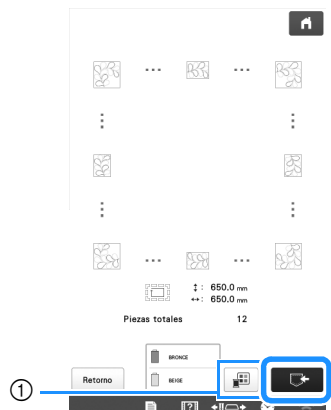 ↕ : 650.0 mm
↔ : 650.0 mm
Piezas totales 12
BRONCE
Retorno
BEIGE
①